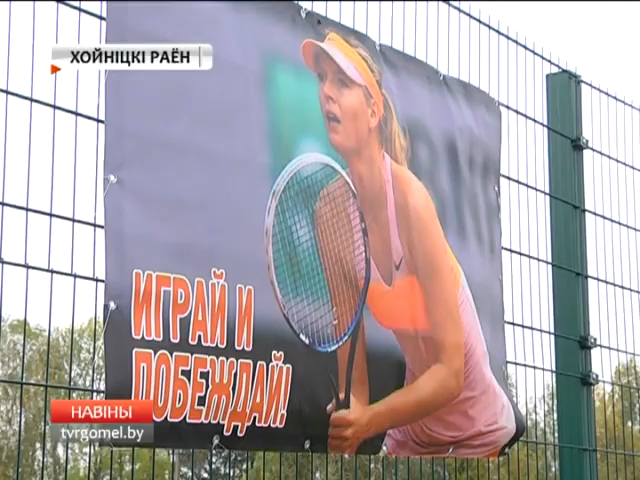 ХОЙНІЦКІ РАЁН
ИГРАЙ И
ПОБЕЖДАЙ!
НАВІНЫ
tvrgomel.by